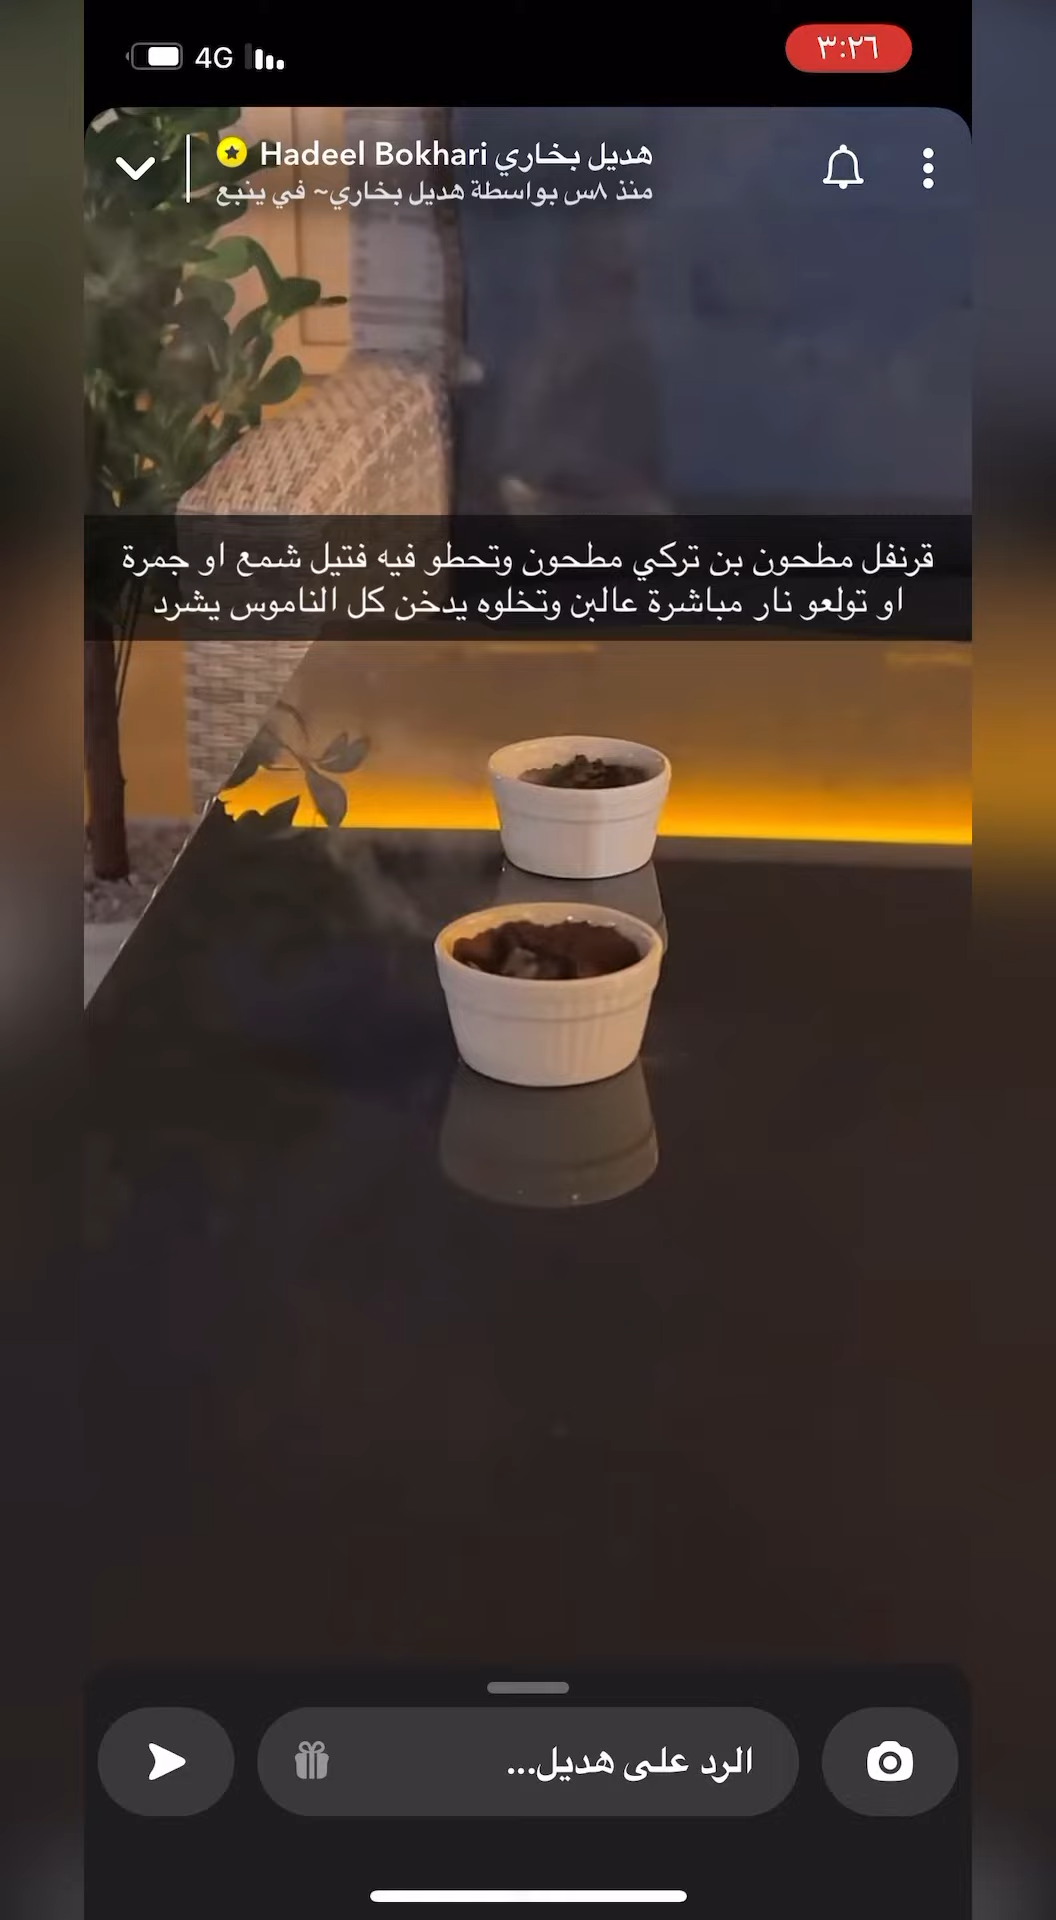 ٣:٢٦
4G
هديل بخاري Hadeel Bokhari
منذ ٨س بواسطة هديل بخاري~ في ينبع
قرنفل مطحون بن تركي مطحون وتحطو فيه فتيل شمع او جمرة
او تولعو نار مباشرة عالبن وتخلوه يدخن كل الناموس يشرد
الرد على هديل...